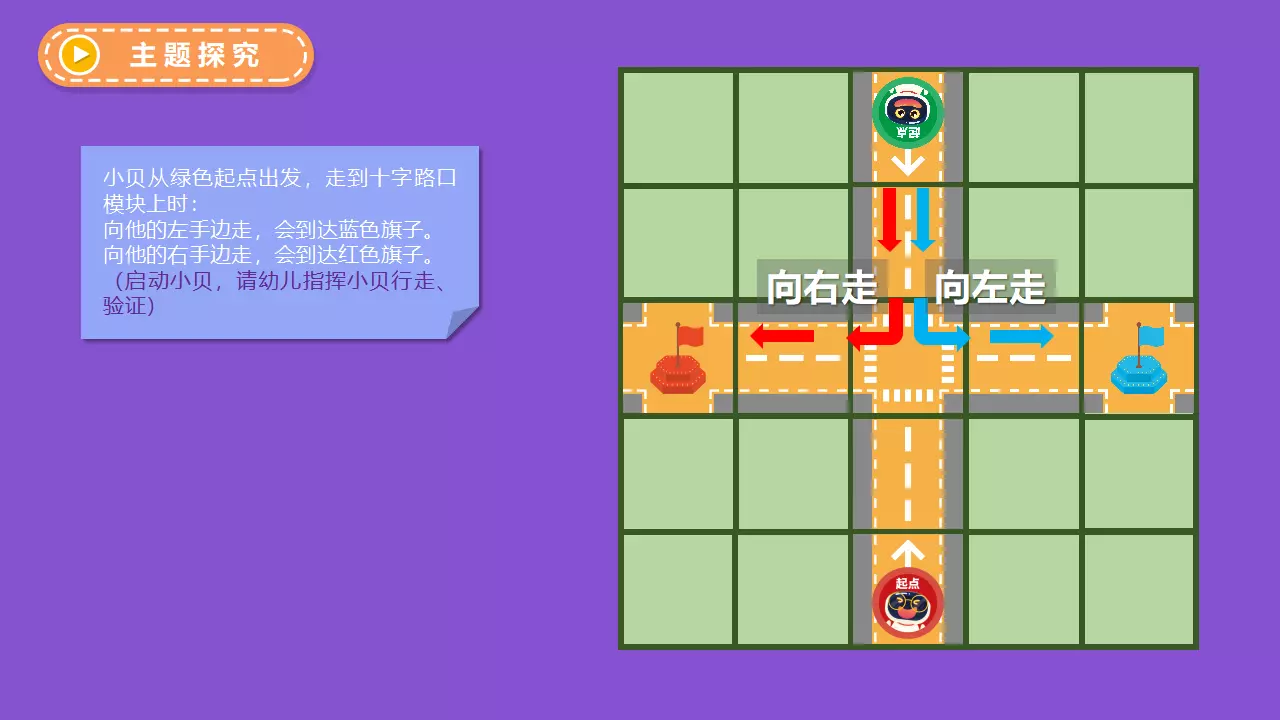 主题探究
小贝从绿色起点出发，走到十字路口
模块上时：
向他的左手边走，会到达蓝色旗子。
向他的右手边走，会到达红色旗子。
（启动小贝，请幼儿指挥小贝行走、
验证）
起点
向右走
向左走
起点